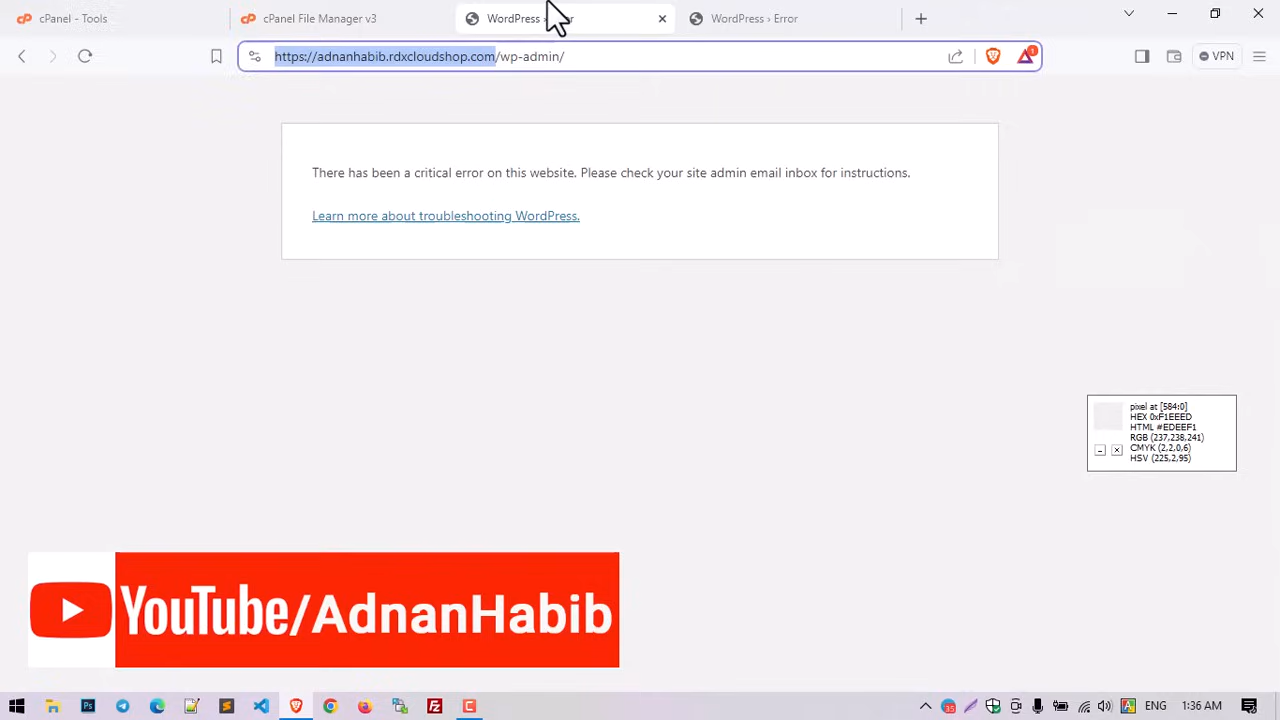 cPanel - Tools
cPanel File Manager v3
WordPress ›
WordPress › Error
https://adnanhabib.rdxcloudshop.com/wp-admin/
1
VPN
There has been a critical error on this website. Please check your site admin email inbox for instructions.
Learn more about troubleshooting WordPress.
pixel at [584:0]
HEX 0xF1EEED
HTML #EDEEF1
RGB (237,238,241)
CMYK (2,2,0,6)
HSV (225,2,95)
YouTube/AdnanHabib
ENG
1:36 AM